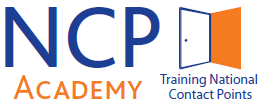 NCP
ACADEMY
Training National
Contact Points